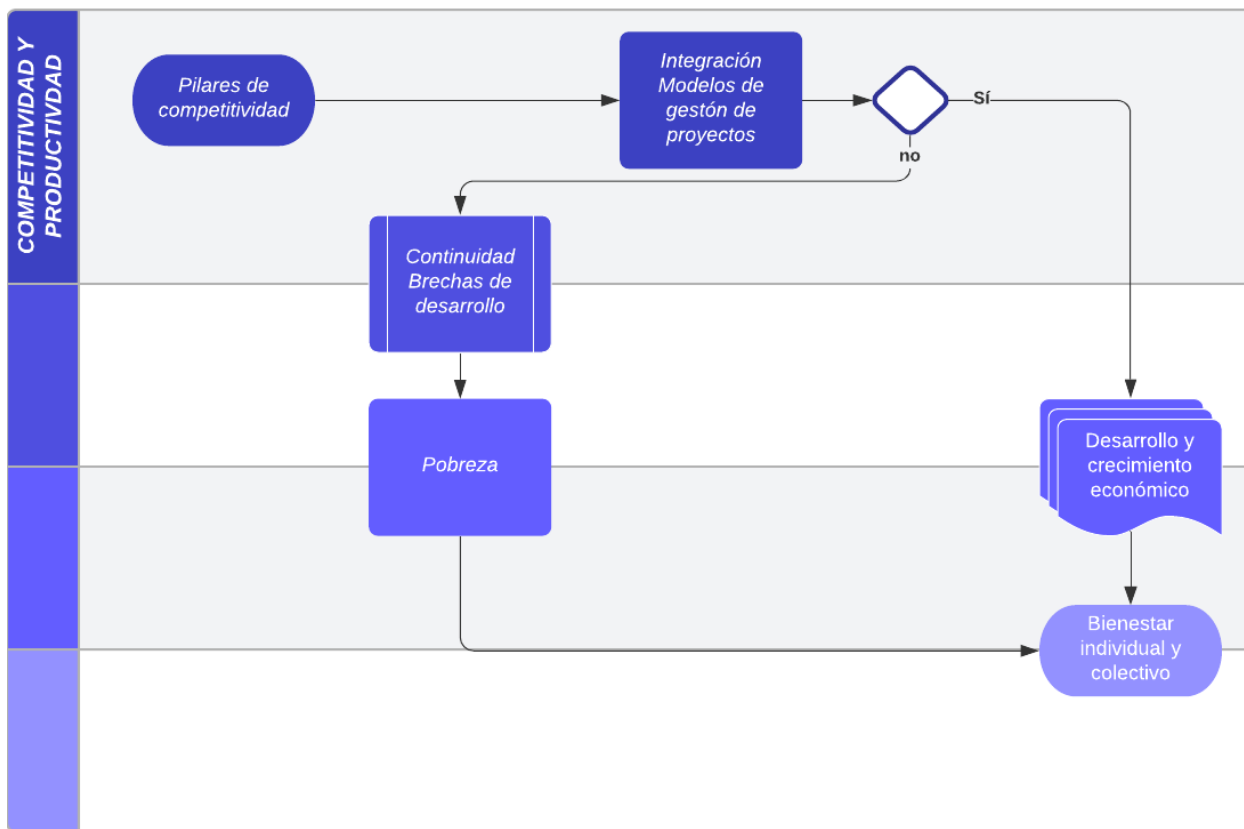 COMPETITIVIDAD Y
PRODUCTIVDAD
Pilares de
competitividad
Integración
Modelos de
gestión de
proyectos
Sí
no
Continuidad
Brechas de
desarrollo
Pobreza
Desarrollo y
crecimiento
económico
Bienestar
individual y
colectivo